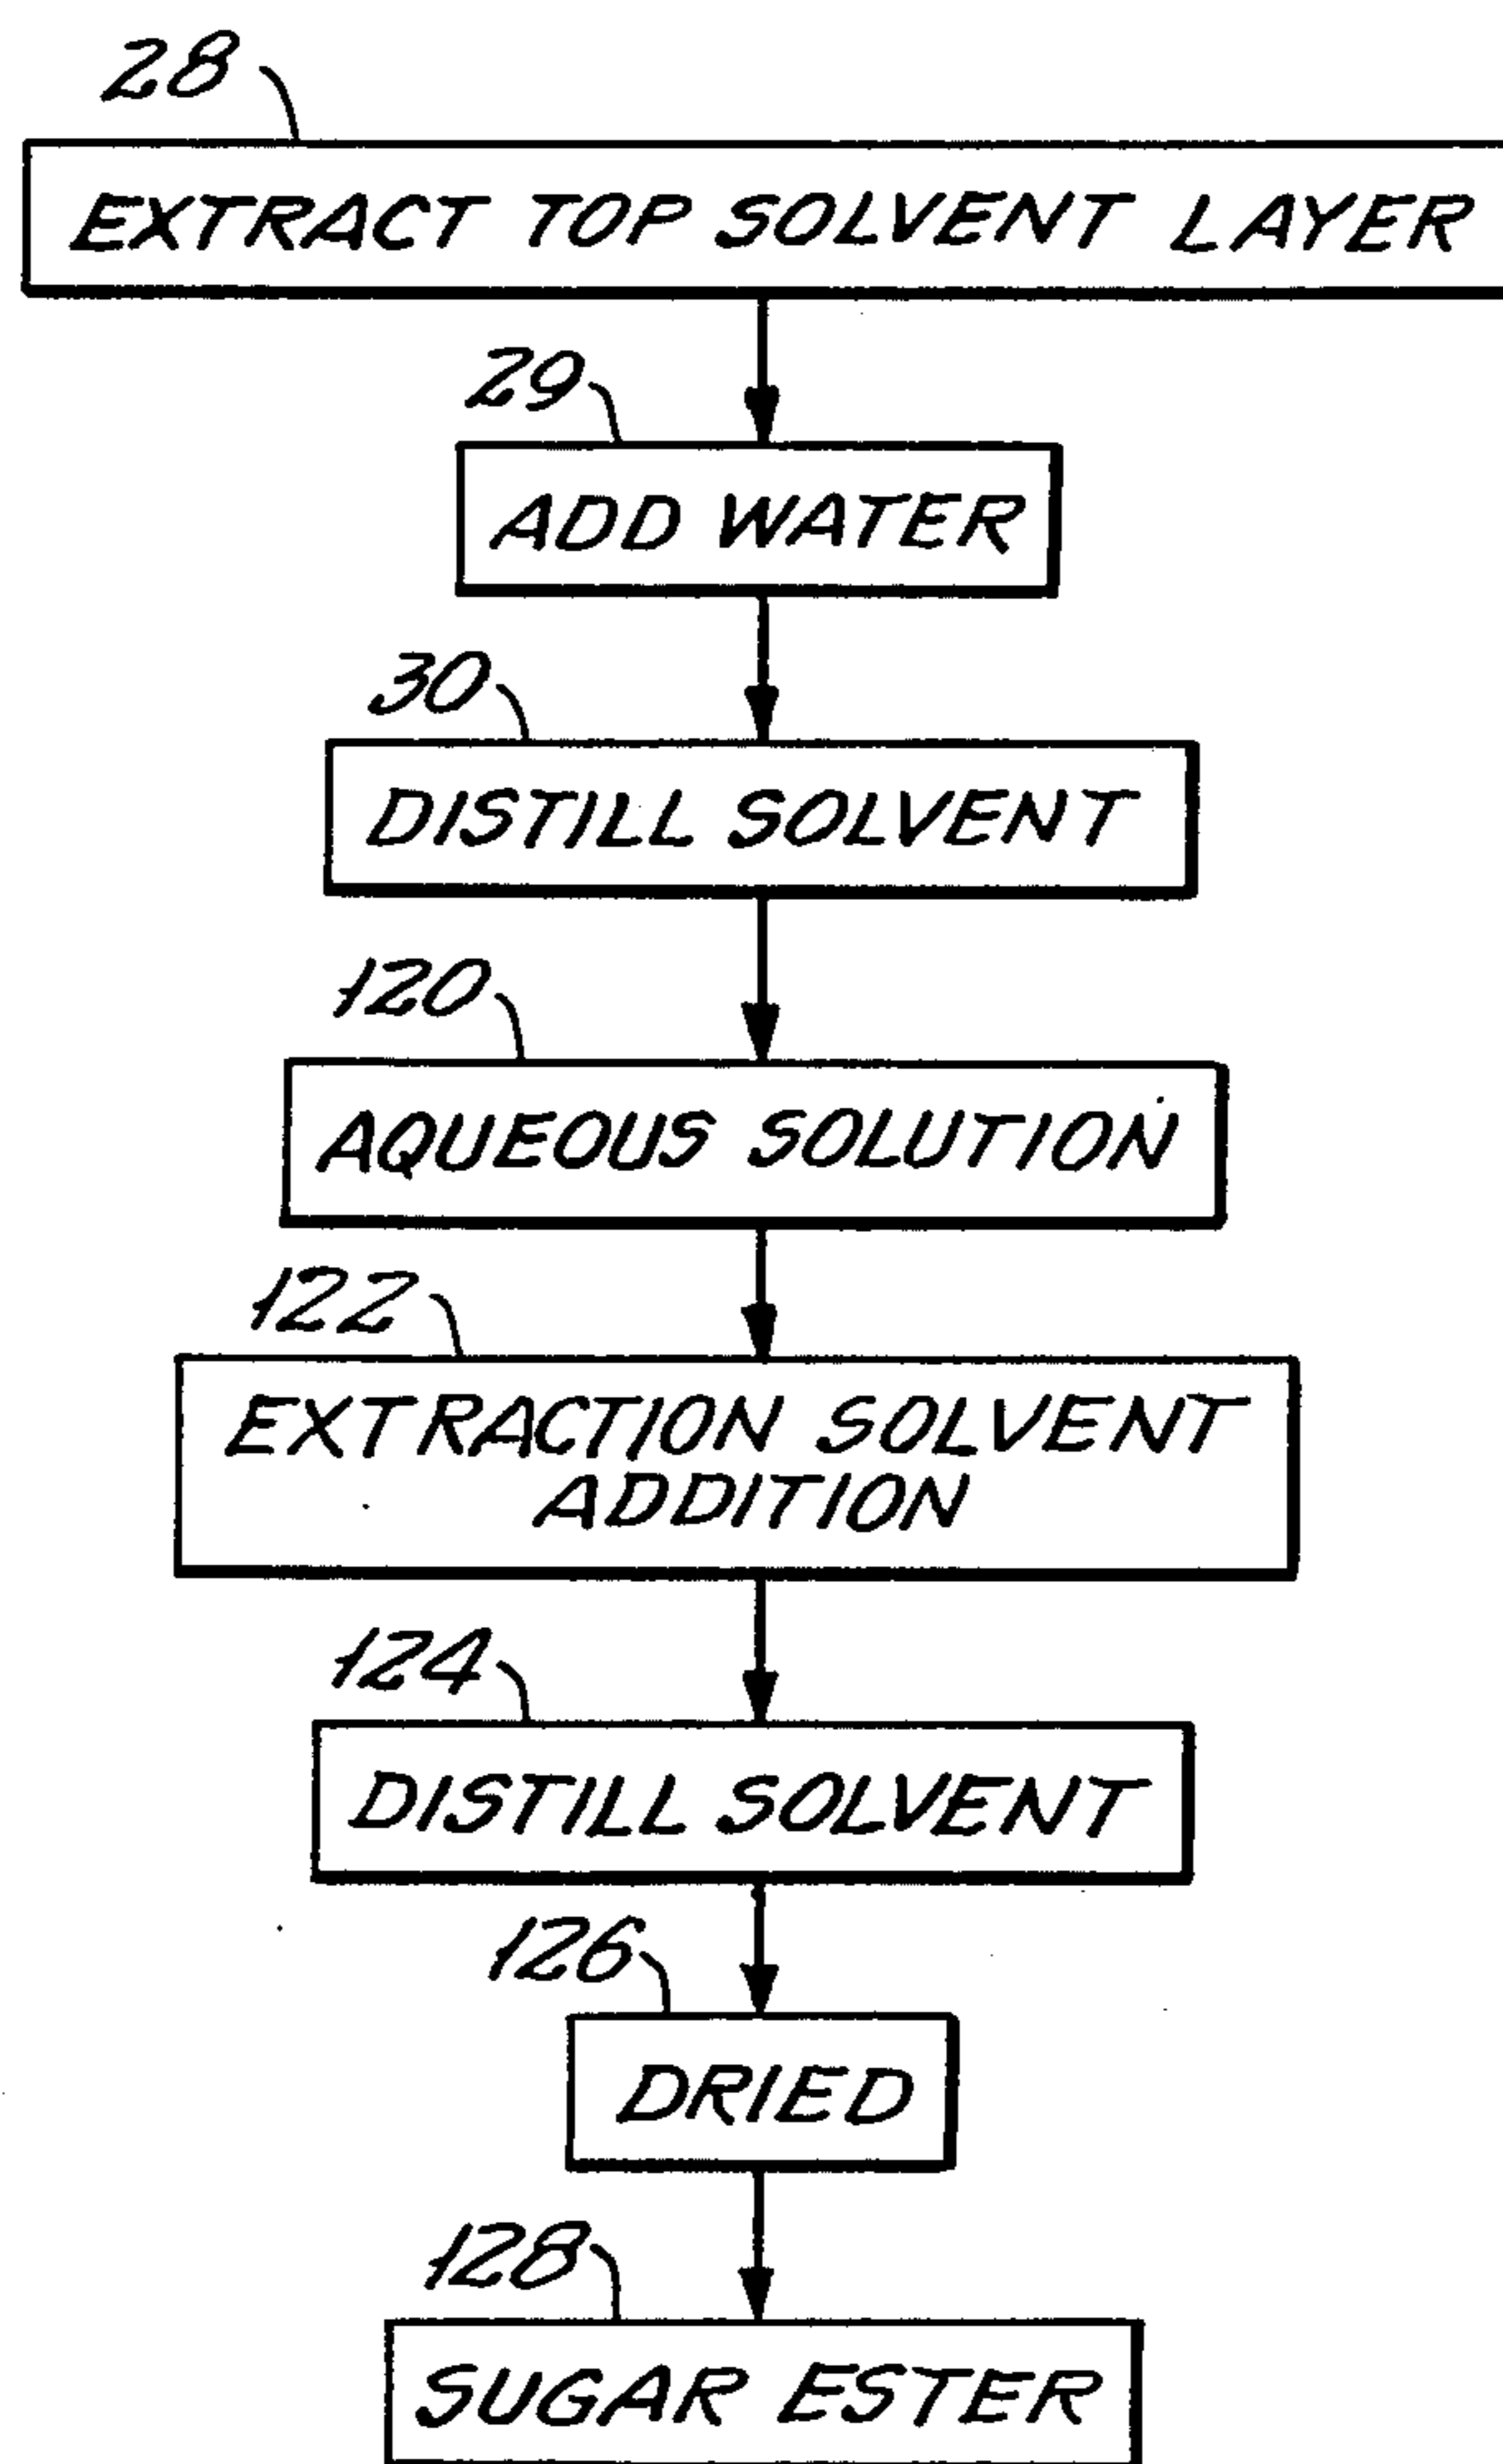 28
EXTRACT TOP SOLVENT LAYER
29
ADD WATER
30
DISTILL SOLVENT
120
AQUEOUS SOLUTION
122
EXTRACTION SOLVENT
ADDITION
124
DISTILL SOLVENT
126
DRIED
128
SUGAR ESTER